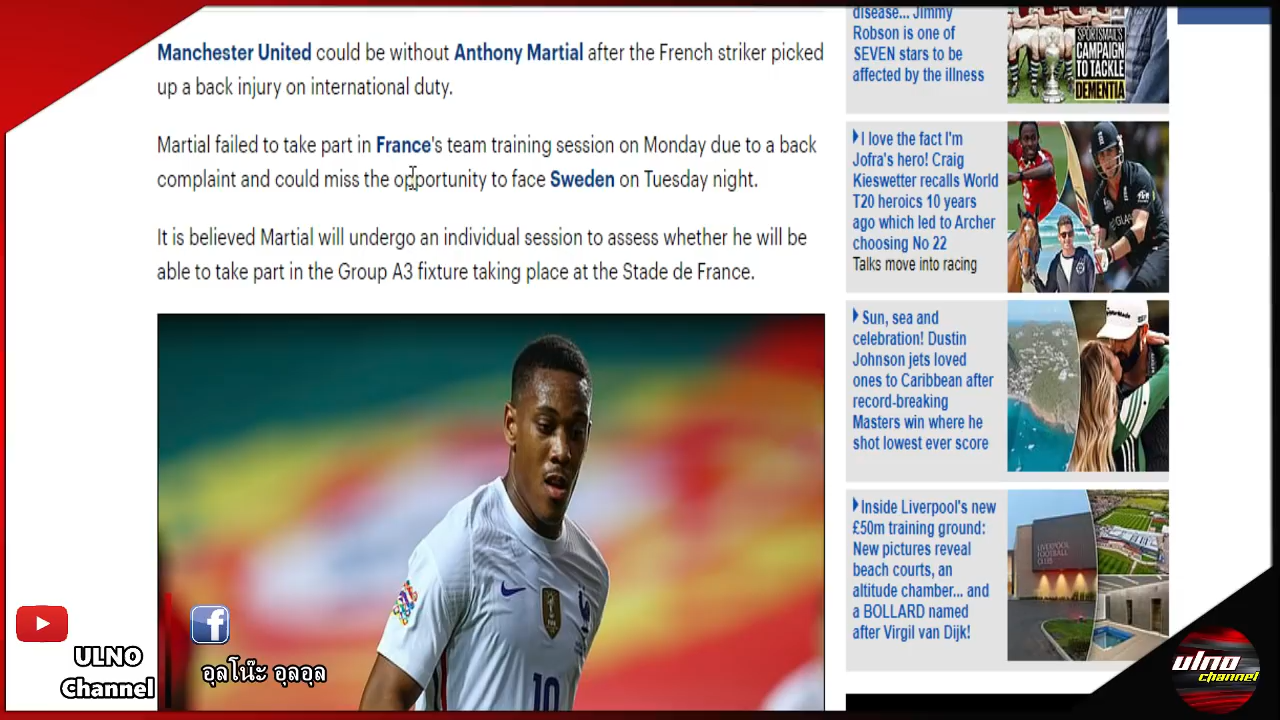 Manchester United could be without Anthony Martial after the French striker picked
up a back injury on international duty.
Martial failed to take part in France's team training session on Monday due to a back
complaint and could miss the opportunity to face Sweden on Tuesday night.
It is believed Martial will undergo an individual session to assess whether he will be
able to take part in the Group A3 fixture taking place at the Stade de France.
10
disease... Jimmy
Robson is one of
SEVEN stars to be
affected by the illness
SPORTSMAIL'S
CAMPAIGN
TO TACKLE
DEMENTIA
I love the fact I'm
Jofra's hero! Craig
Kieswetter recalls World
T20 heroics 10 years
ago which led to Archer
choosing No 22
Talks move into racing
Sun, sea and
celebration! Dustin
Johnson jets loved
ones to Caribbean after
record-breaking
Masters win where he
shot lowest ever score
TaylorMade
Inside Liverpool's new
£50m training ground:
New pictures reveal
beach courts, an
altitude chamber... and
a BOLLARD named
after Virgil van Dijk!
LIVERPOOL
FOOTBALL
CLUB
ULNO
Channel
f
อุลโน๊ะ อุลอุล
ulno
channel